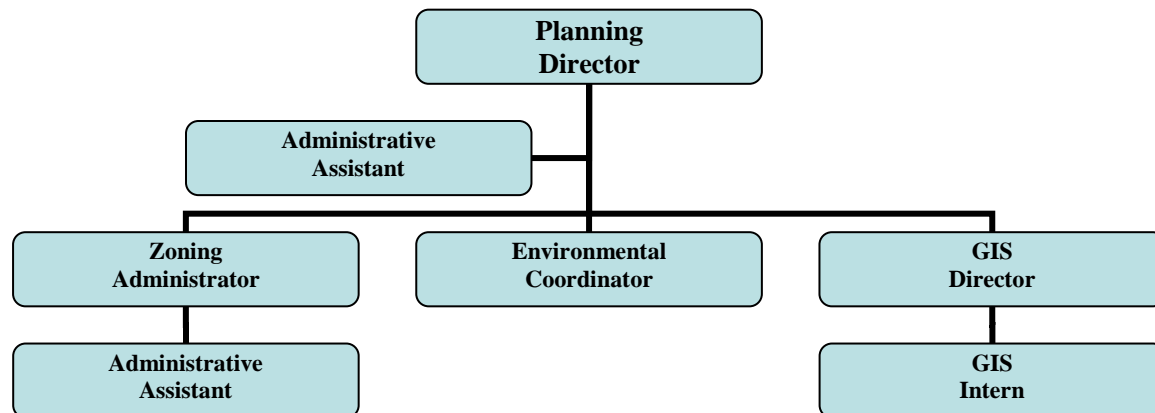 Planning
Director
Administrative
Assistant
Zoning
Administrator
Environmental
Coordinator
GIS
Director
Administrative
Assistant
GIS
Intern